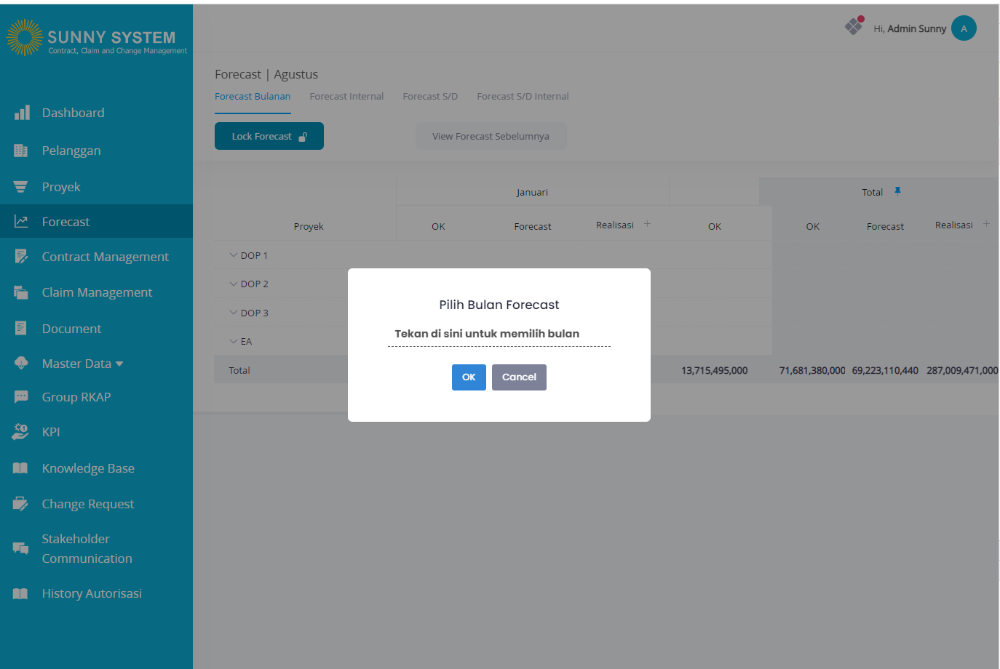 SUNNY SYSTEM
Contract, Claim and Change Management
Hi, Admin Sunny A
Dashboard
Pelanggan
Proyek
Forecast
Contract Management
Claim Management
Document
Master Data
Group RKAP
KPI
Knowledge Base
Change Request
Stakeholder
Communication
History Autorisasi
Forecast | Agustus
Forecast Bulanan Forecast Internal Forecast S/D Forecast S/D Internal
Lock Forecast View Forecast Sebelumnya
Januari Total
Proyek OK Forecast Realisasi + OK OK Forecast Realisasi +
DOP 1
DOP 2
DOP 3
EA
Total 13,715,495,000 71,681,380,000 69,223,110,440 287,009,471,000
Pilih Bulan Forecast
Tekan di sini untuk memilih bulan
OK Cancel